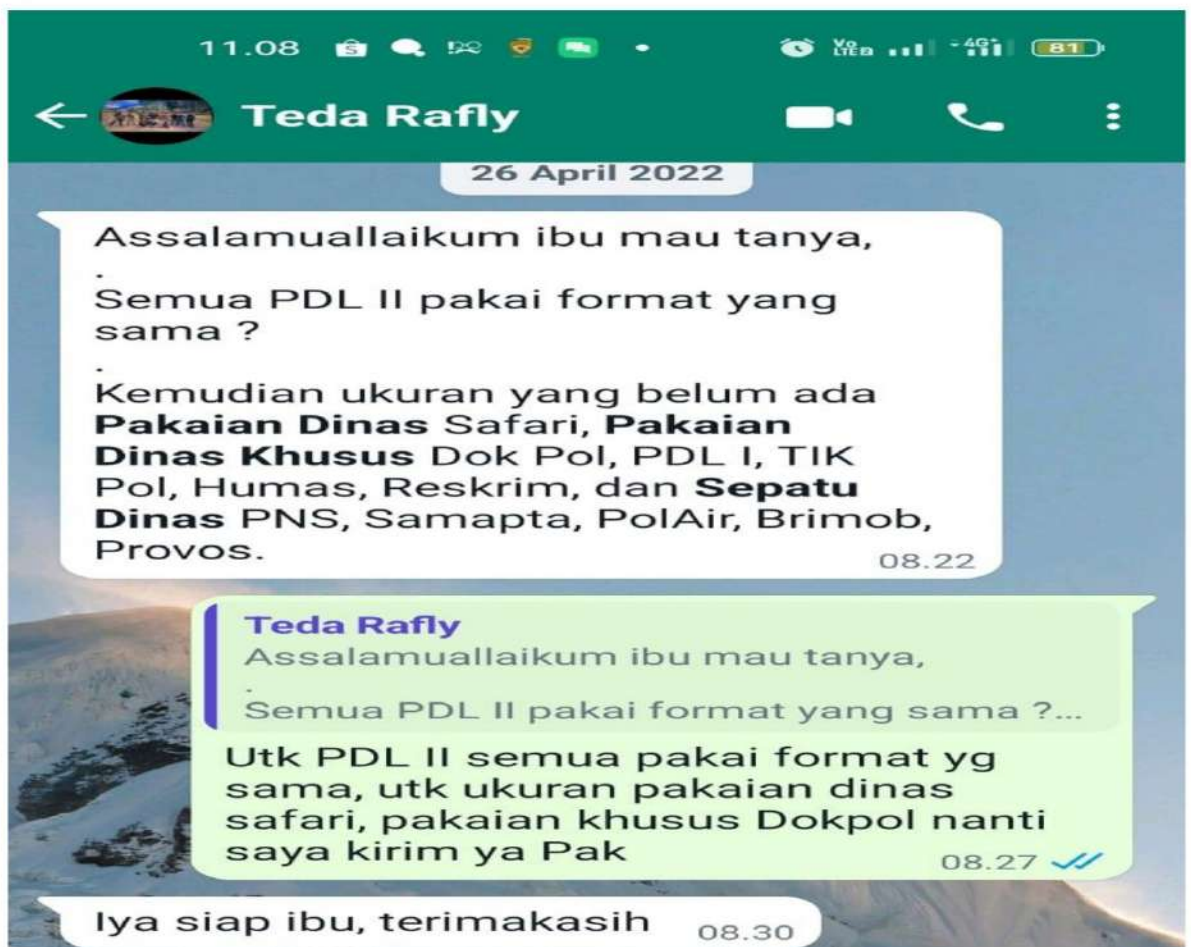 11.08
81
Teda Rafly
26 April 2022
Assalamuallaikum ibu mau tanya,
.
Semua PDL II pakai format yang
sama ?
.
Kemudian ukuran yang belum ada
Pakaian Dinas Safari, Pakaian
Dinas Khusus Dok Pol, PDL I, TIK
Pol, Humas, Reskrim, dan Sepatu
Dinas PNS, Samapta, PolAir, Brimob,
Provos.
08.22
Teda Rafly
Assalamuallaikum ibu mau tanya,
.
Semua PDL II pakai format yang sama ?...
Utk PDL II semua pakai format yg
sama, utk ukuran pakaian dinas
safari, pakaian khusus Dokpol nanti
saya kirim ya Pak
08.27
Iya siap ibu, terimakasih
08.30